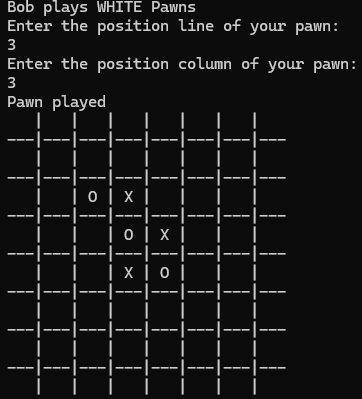 Bob plays WHITE Pawns
Enter the position line of your pawn:
3
Enter the position column of your pawn:
3
Pawn played
   |   |   |   |   |   |   |
---|---|---|---|---|---|---|---
   |   |   |   |   |   |   |
---|---|---|---|---|---|---|---
   |   | O | X |   |   |   |
---|---|---|---|---|---|---|---
   |   |   | O | X |   |   |
---|---|---|---|---|---|---|---
   |   |   | X | O |   |   |
---|---|---|---|---|---|---|---
   |   |   |   |   |   |   |
---|---|---|---|---|---|---|---
   |   |   |   |   |   |   |
---|---|---|---|---|---|---|---
   |   |   |   |   |   |   |